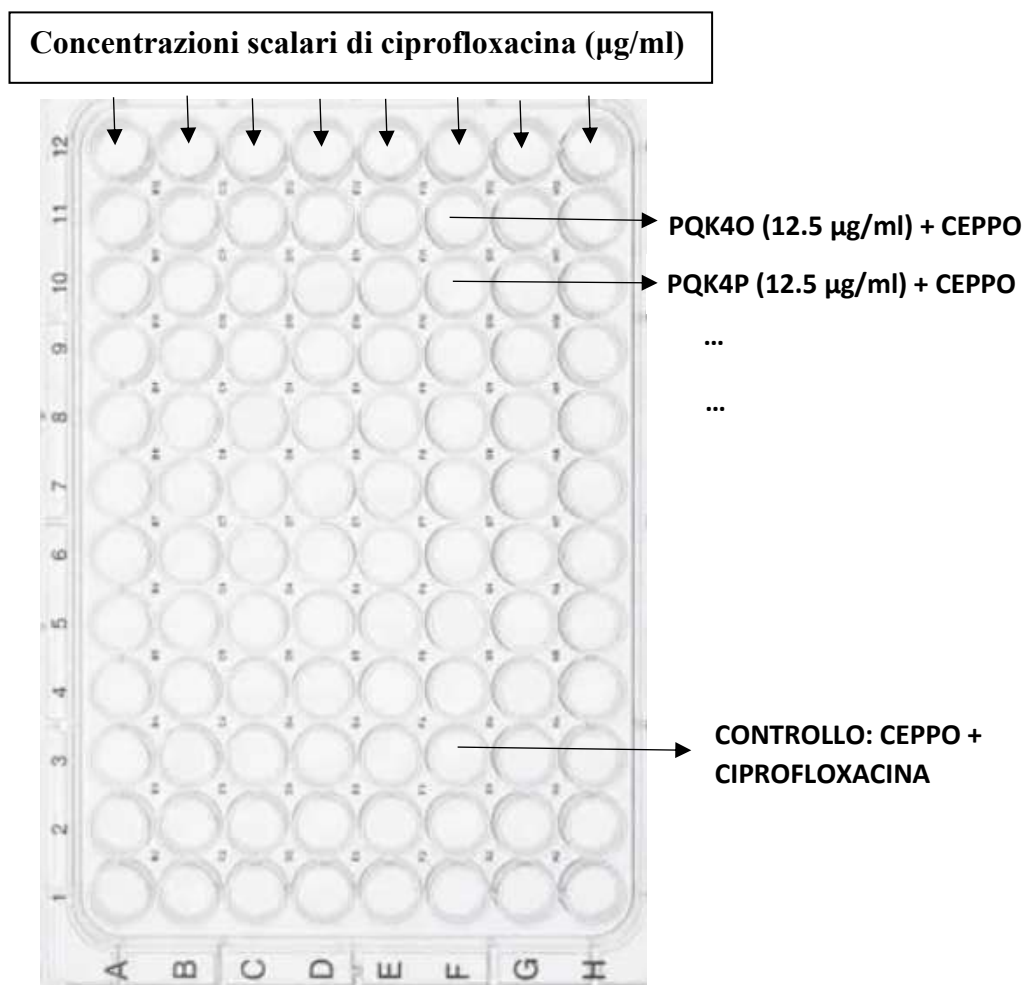 Concentrazioni scalari di ciprofloxacina (µg/ml)
12
11
PQK4O (12.5 µg/ml) + CEPPO
10
PQK4P (12.5 µg/ml) + CEPPO
9
...
8
...
7
6
5
4
3
CONTROLLO: CEPPO +
CIPROFLOXACINA
2
1
A B C D E F G H